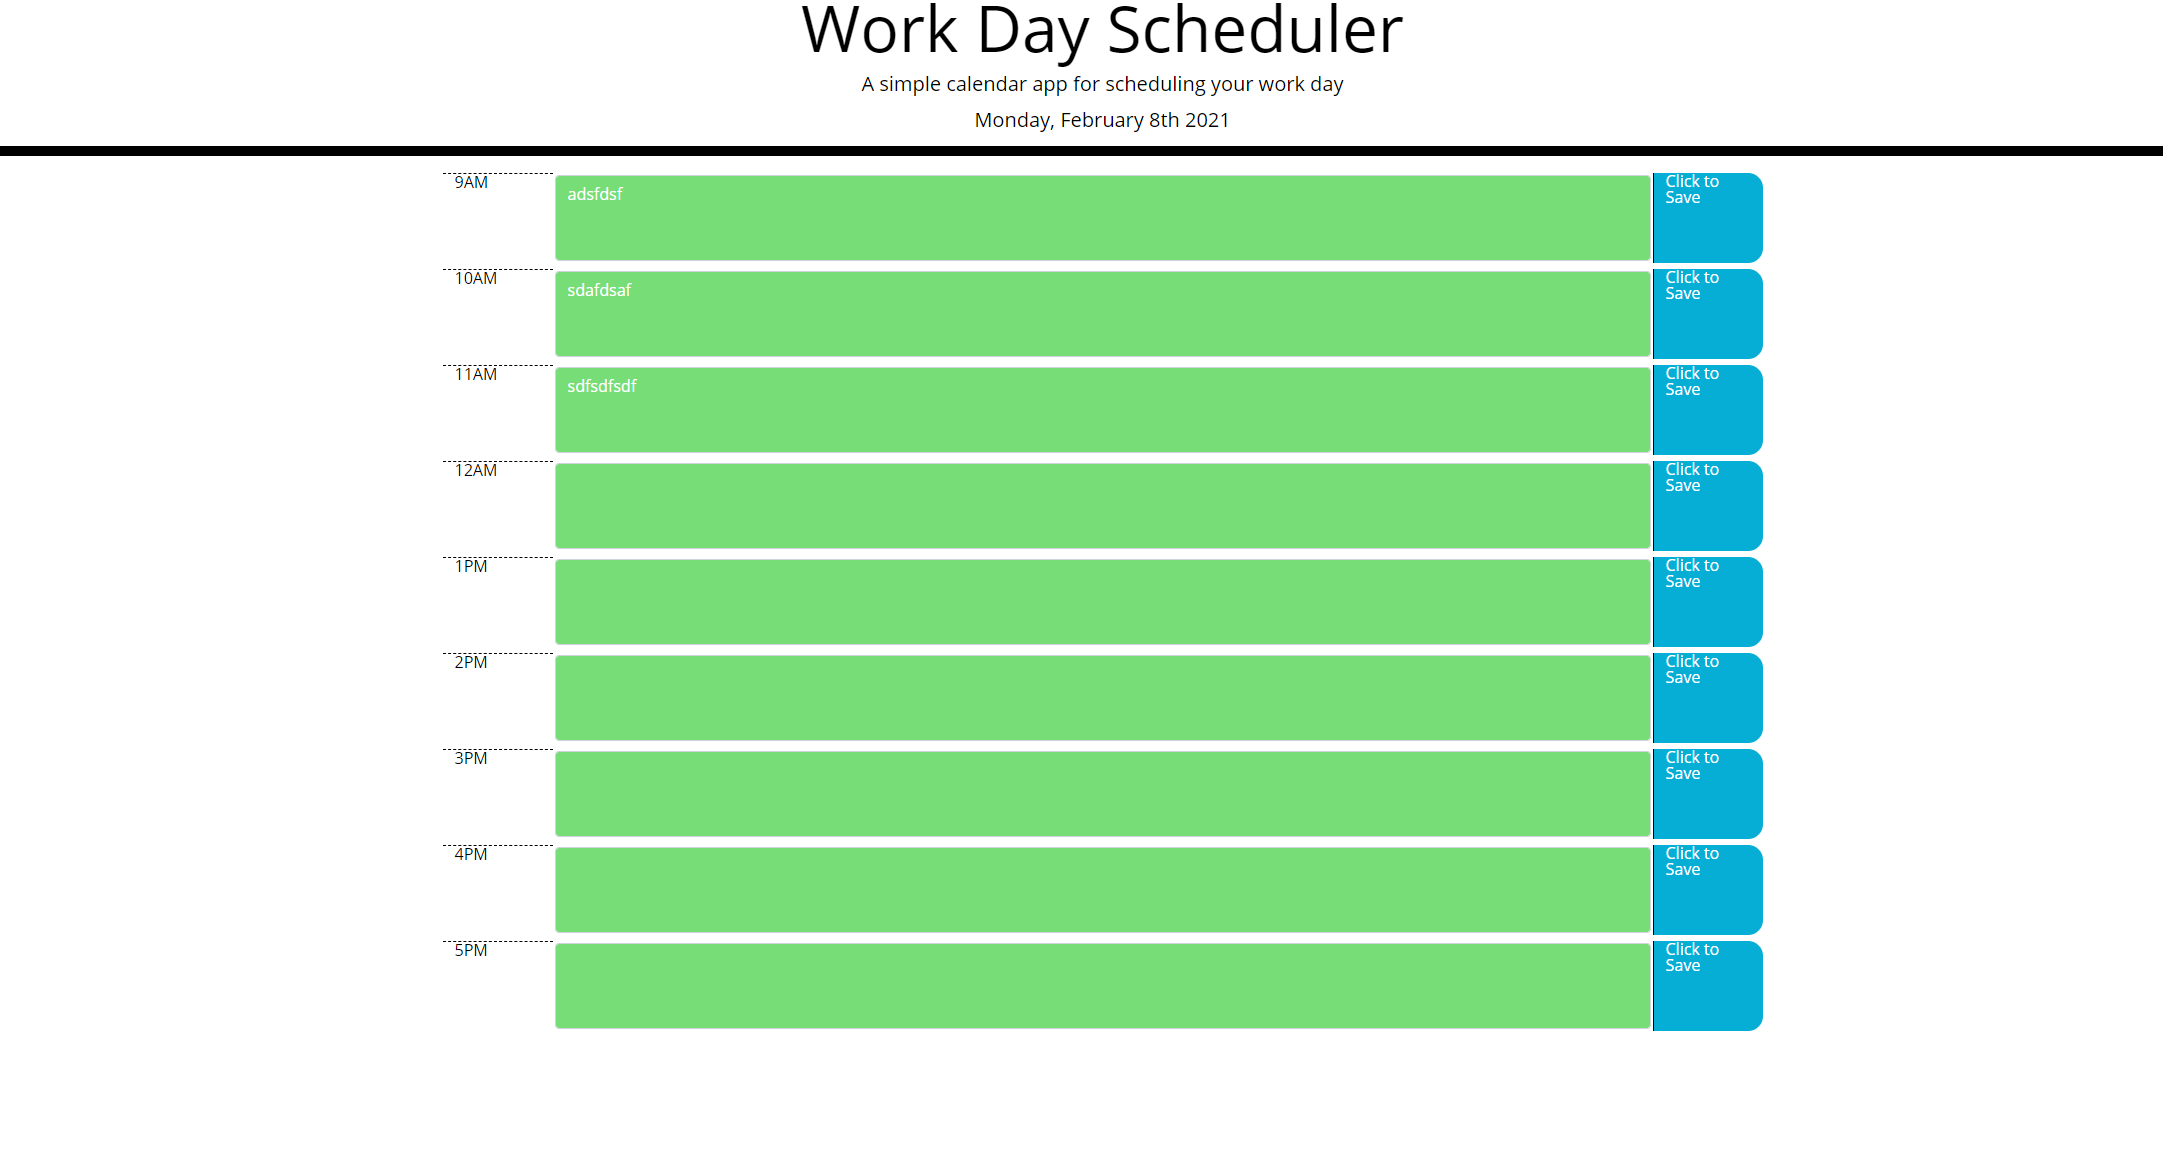 Work Day Scheduler
A simple calendar app for scheduling your work day
Monday, February 8th 2021
9AM
adsfdsf
Click to
Save
10AM
sdafdsaf
Click to
Save
11AM
sdfsdfsdf
Click to
Save
12AM
Click to
Save
1PM
Click to
Save
2PM
Click to
Save
3PM
Click to
Save
4PM
Click to
Save
5PM
Click to
Save